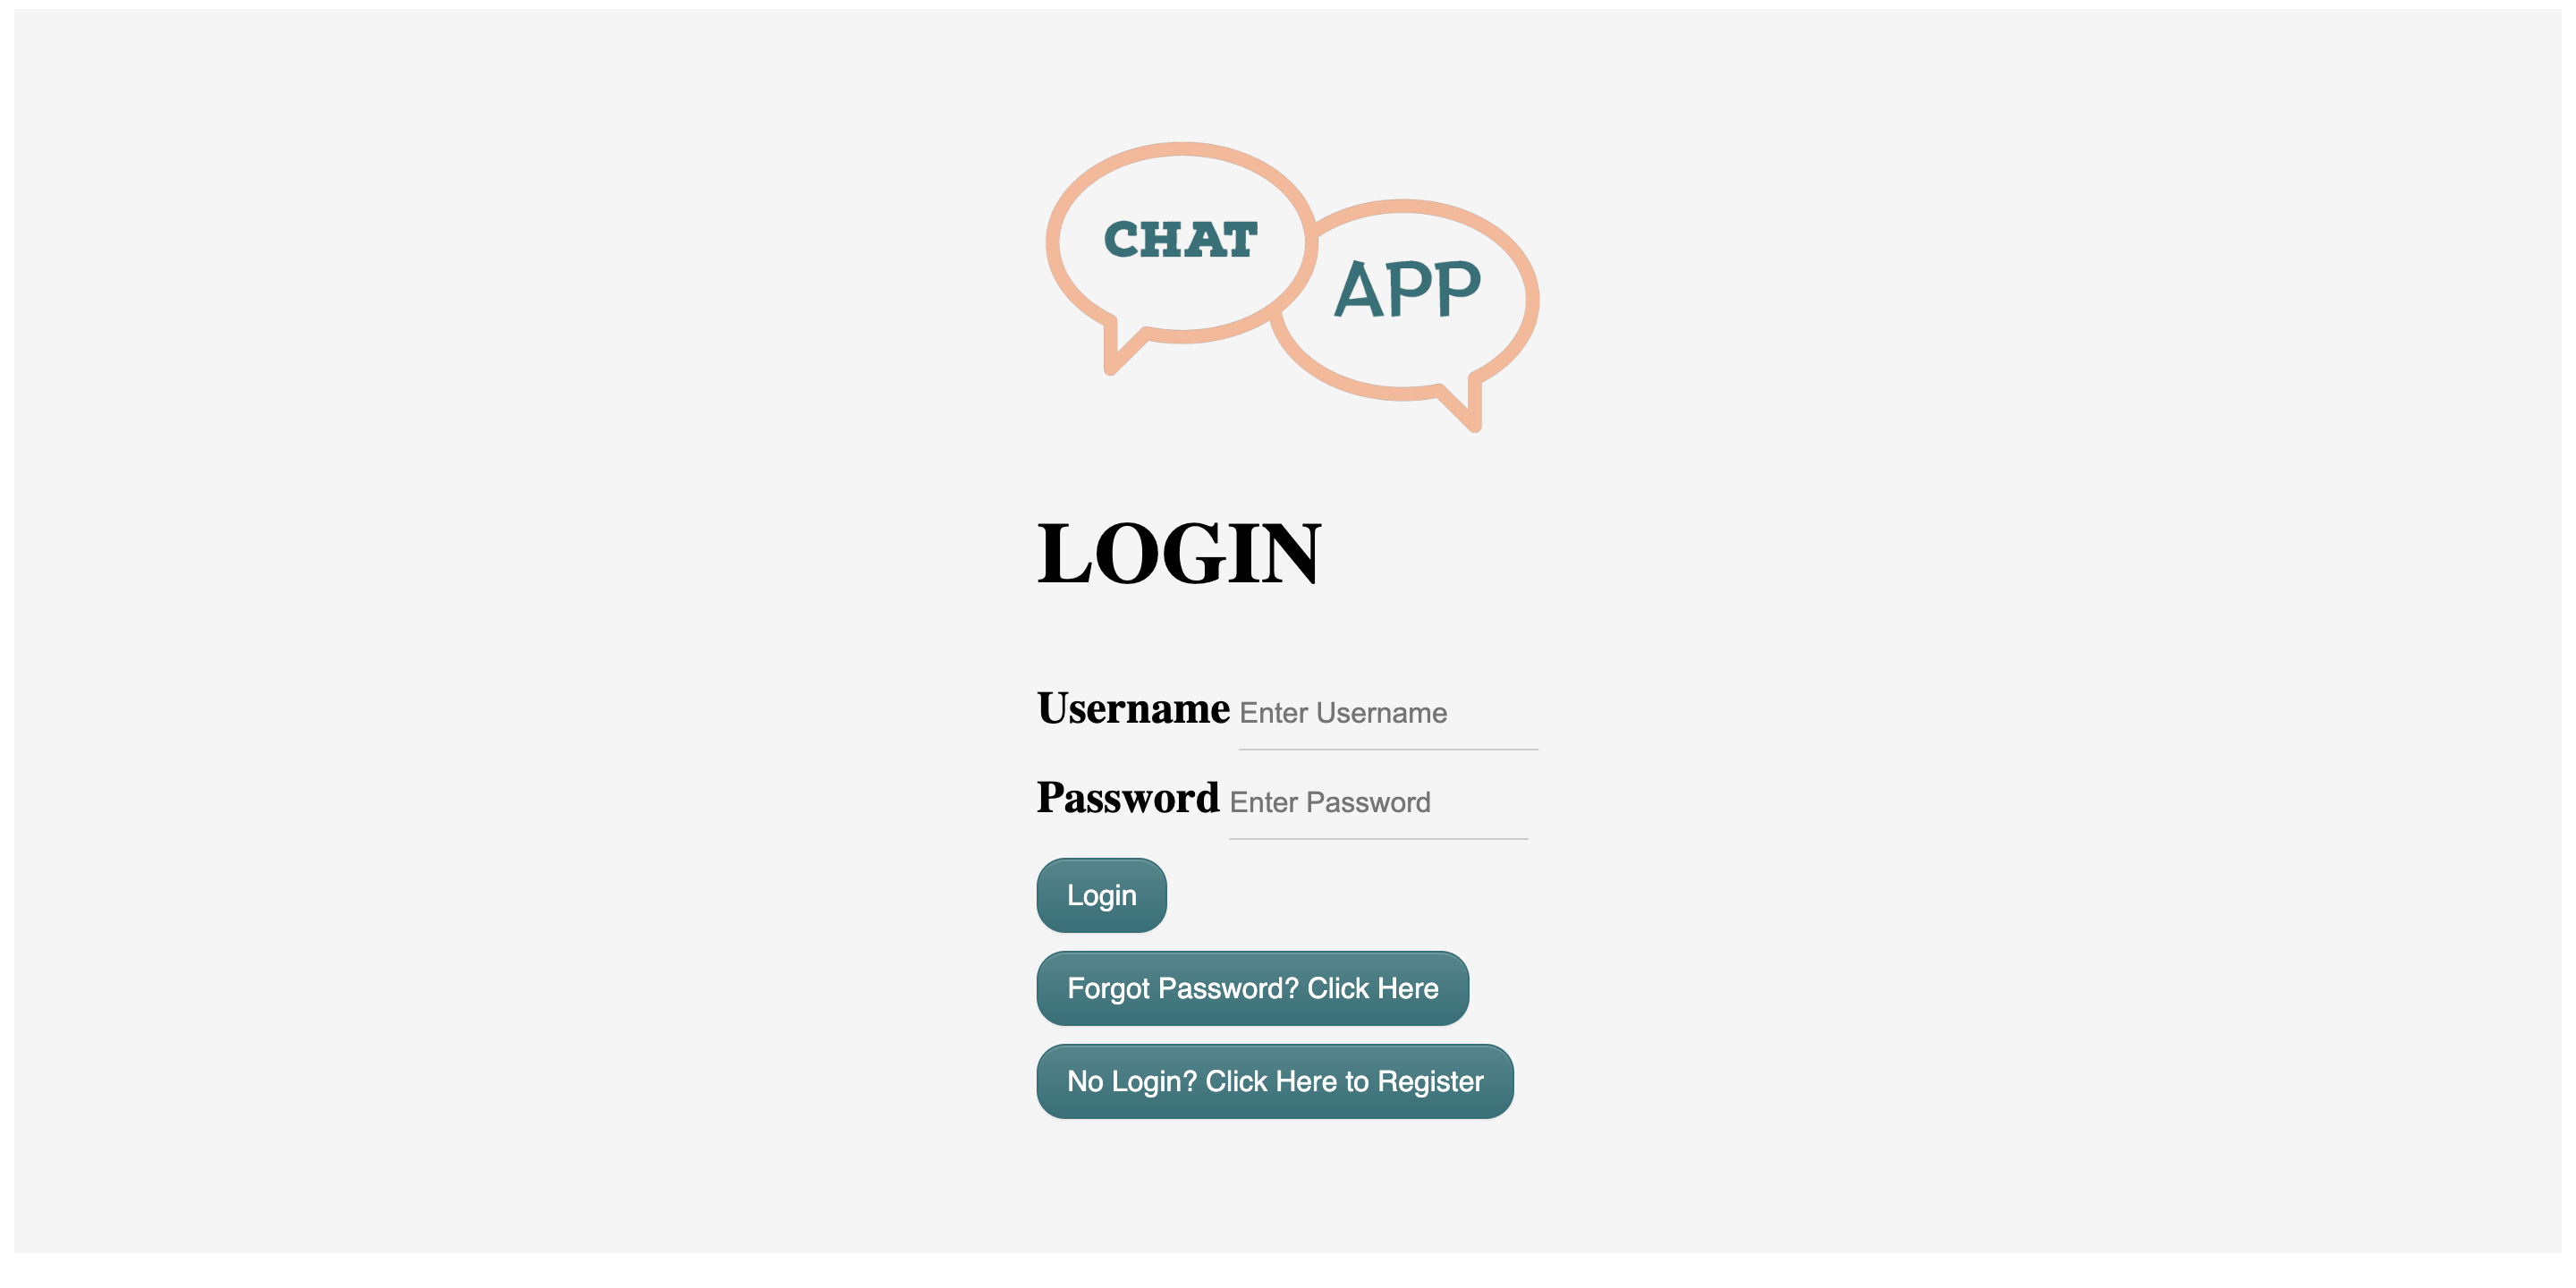 CHAT
APP
LOGIN
Username Enter Username
Password Enter Password
Login
Forgot Password? Click Here
No Login? Click Here to Register